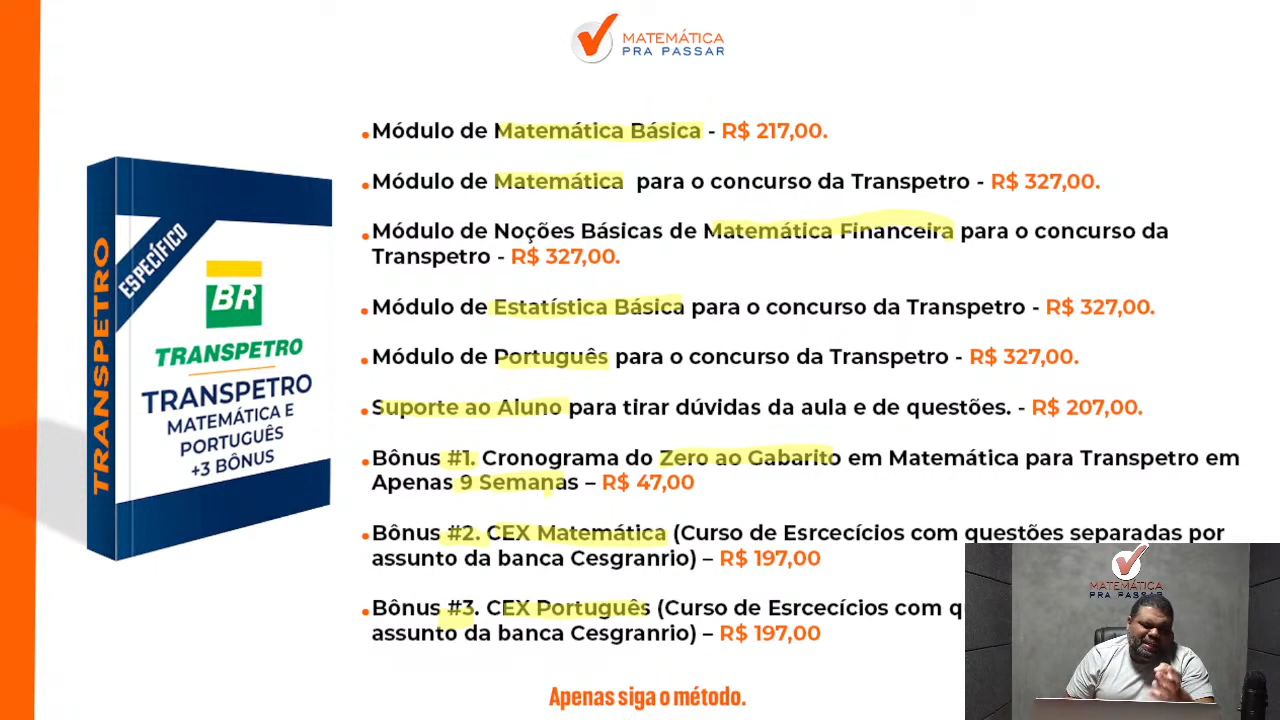 MATEMÁTICA
PRA PASSAR
•Módulo de Matemática Básica - R$ 217,00.
•Módulo de Matemática para o concurso da Transpetro - R$ 327,00.
•Módulo de Noções Básicas de Matemática Financeira para o concurso da
Transpetro - R$ 327,00.
•Módulo de Estatística Básica para o concurso da Transpetro - R$ 327,00.
•Módulo de Português para o concurso da Transpetro - R$ 327,00.
•Suporte ao Aluno para tirar dúvidas da aula e de questões. - R$ 207,00.
•Bônus #1. Cronograma do Zero ao Gabarito em Matemática para Transpetro em
Apenas 9 Semanas – R$ 47,00
•Bônus #2. CEX Matemática (Curso de Esrcecícios com questões separadas por
assunto da banca Cesgranrio) – R$ 197,00
•Bônus #3. CEX Português (Curso de Esrcecícios com q
assunto da banca Cesgranrio) – R$ 197,00
TRANSPETRO
ESPECÍFICO
BR
TRANSPETRO
TRANSPETRO
MATEMÁTICA E
PORTUGUÊS
+3 BÔNUS
MATEMÁTICA
PRA PASSAR
Apenas siga o método.